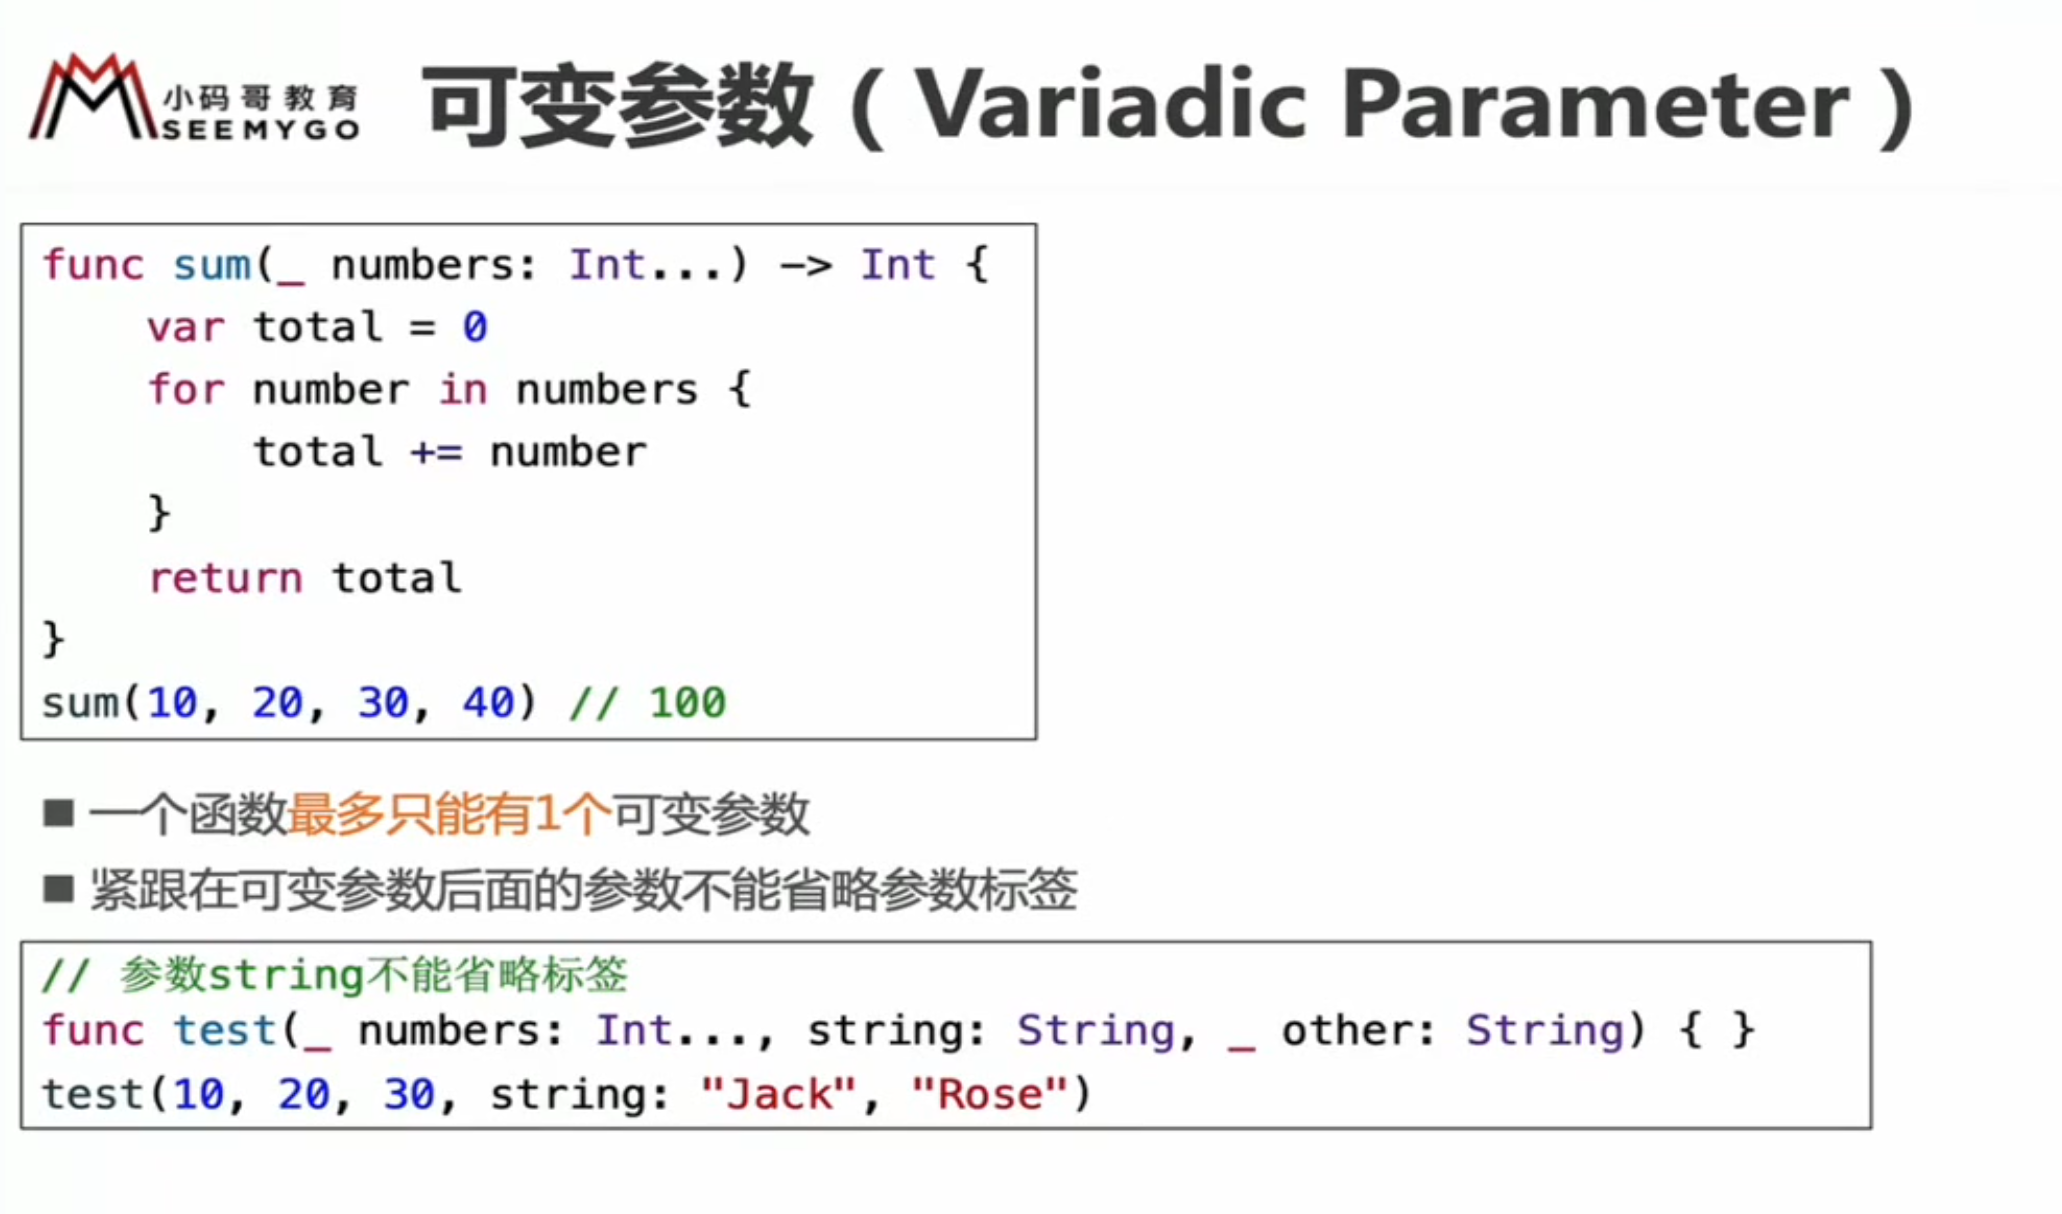 小码哥教育
SEEMYGO
可变参数（Variadic Parameter）
func sum(_ numbers: Int...) -> Int {
    var total = 0
    for number in numbers {
        total += number
    }
    return total
}
sum(10, 20, 30, 40) // 100
■ 一个函数最多只能有1个可变参数
■ 紧跟在可变参数后面的参数不能省略参数标签
// 参数string不能省略标签
func test(_ numbers: Int..., string: String, _ other: String) { }
test(10, 20, 30, string: "Jack", "Rose")